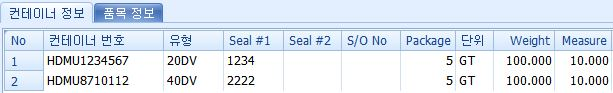 컨테이너 정보 품목 정보
No 컨테이너 번호 유형 Seal #1 Seal #2 S/O No Package 단위 Weight Measure
1 HDMU1234567 20DV 1234 5 GT 100.000 10.000
2 HDMU8710112 40DV 2222 5 GT 100.000 10.000